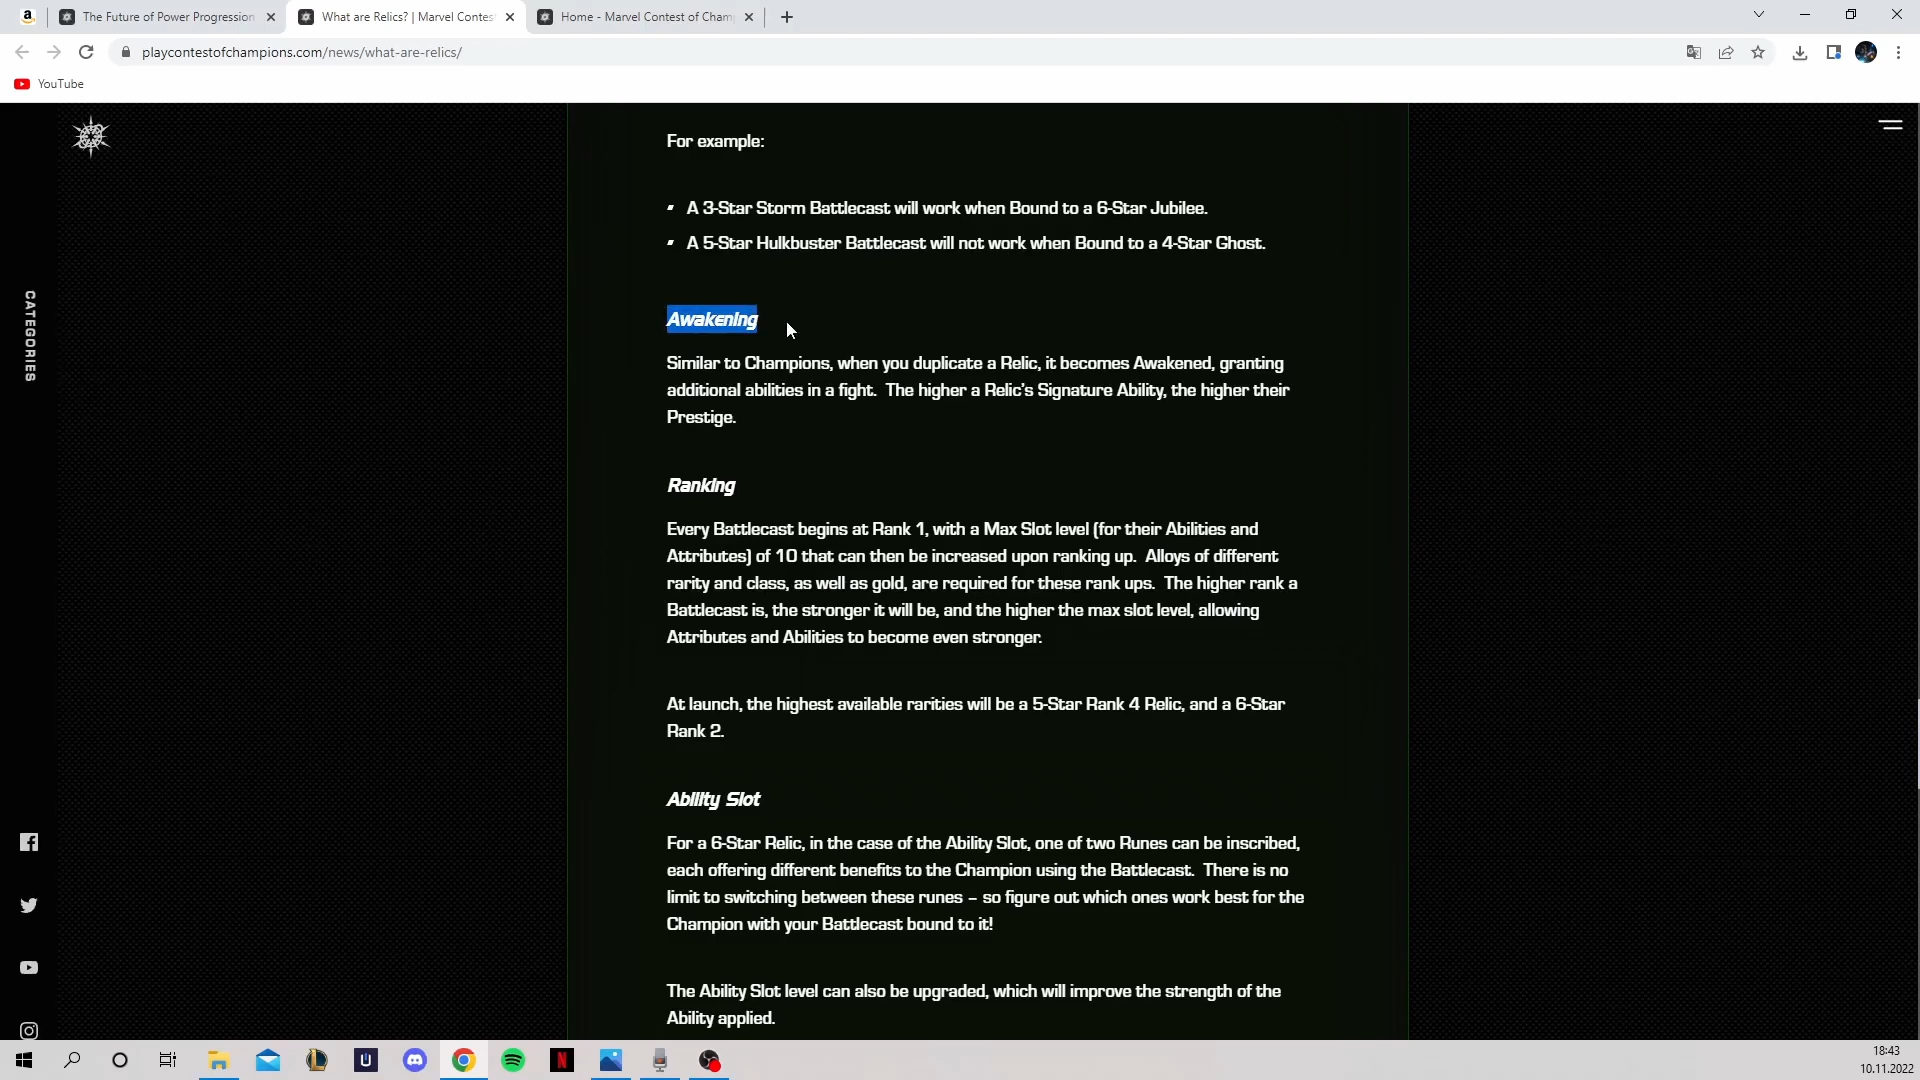 The Future of Power Progression
What are Relics? | Marvel Contes
Home - Marvel Contest of Cham
playcontestofchampions.com/news/what-are-relics/
YouTube
CATEGORIES
For example:
A 3-Star Storm Battlecast will work when Bound to a 6-Star Jubilee.
A 5-Star Hulkbuster Battlecast will not work when Bound to a 4-Star Ghost.
Awakening
Similar to Champions, when you duplicate a Relic, it becomes Awakened, granting
additional abilities in a fight. The higher a Relic's Signature Ability, the higher their
Prestige.
Ranking
Every Battlecast begins at Rank 1, with a Max Slot level (for their Abilities and
Attributes) of 10 that can then be increased upon ranking up. Alloys of different
rarity and class, as well as gold, are required for these rank ups. The higher rank a
Battlecast is, the stronger it will be, and the higher the max slot level, allowing
Attributes and Abilities to become even stronger.
At launch, the highest available rarities will be a 5-Star Rank 4 Relic, and a 6-Star
Rank 2.
Ability Slot
For a 6-Star Relic, in the case of the Ability Slot, one of two Runes can be inscribed,
each offering different benefits to the Champion using the Battlecast. There is no
limit to switching between these runes – so figure out which ones work best for the
Champion with your Battlecast bound to it!
The Ability Slot level can also be upgraded, which will improve the strength of the
Ability applied.
18:43
10.11.2022